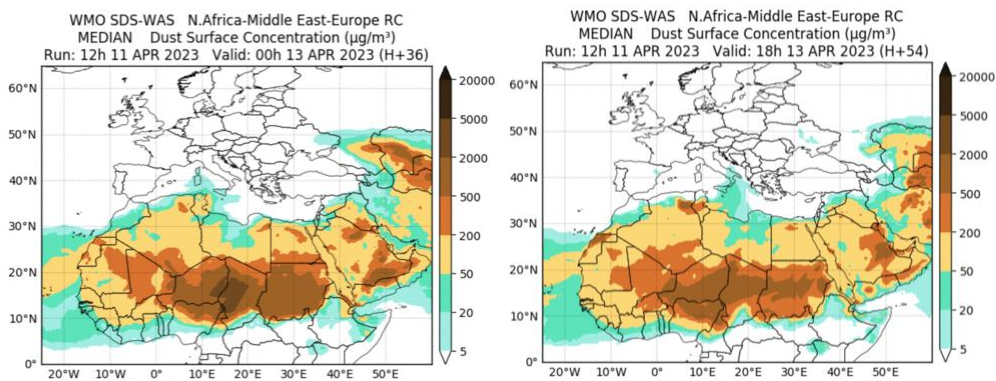 WMO SDS-WAS N.Africa-Middle East-Europe RC
MEDIAN Dust Surface Concentration (μg/m³)
Run: 12h 11 APR 2023 Valid: 00h 13 APR 2023 (H+36)
60°N
50°N
40°N
30°N
20°N
10°N
0°
20°W
10°W
0°
10°E
20°E
30°E
40°E
50°E
20000
5000
2000
500
200
50
20
5
WMO SDS-WAS N.Africa-Middle East-Europe RC
MEDIAN Dust Surface Concentration (μg/m³)
Run: 12h 11 APR 2023 Valid: 18h 13 APR 2023 (H+54)
60°N
50°N
40°N
30°N
20°N
10°N
0°
20°W
10°W
0°
10°E
20°E
30°E
40°E
50°E
20000
5000
2000
500
200
50
20
5